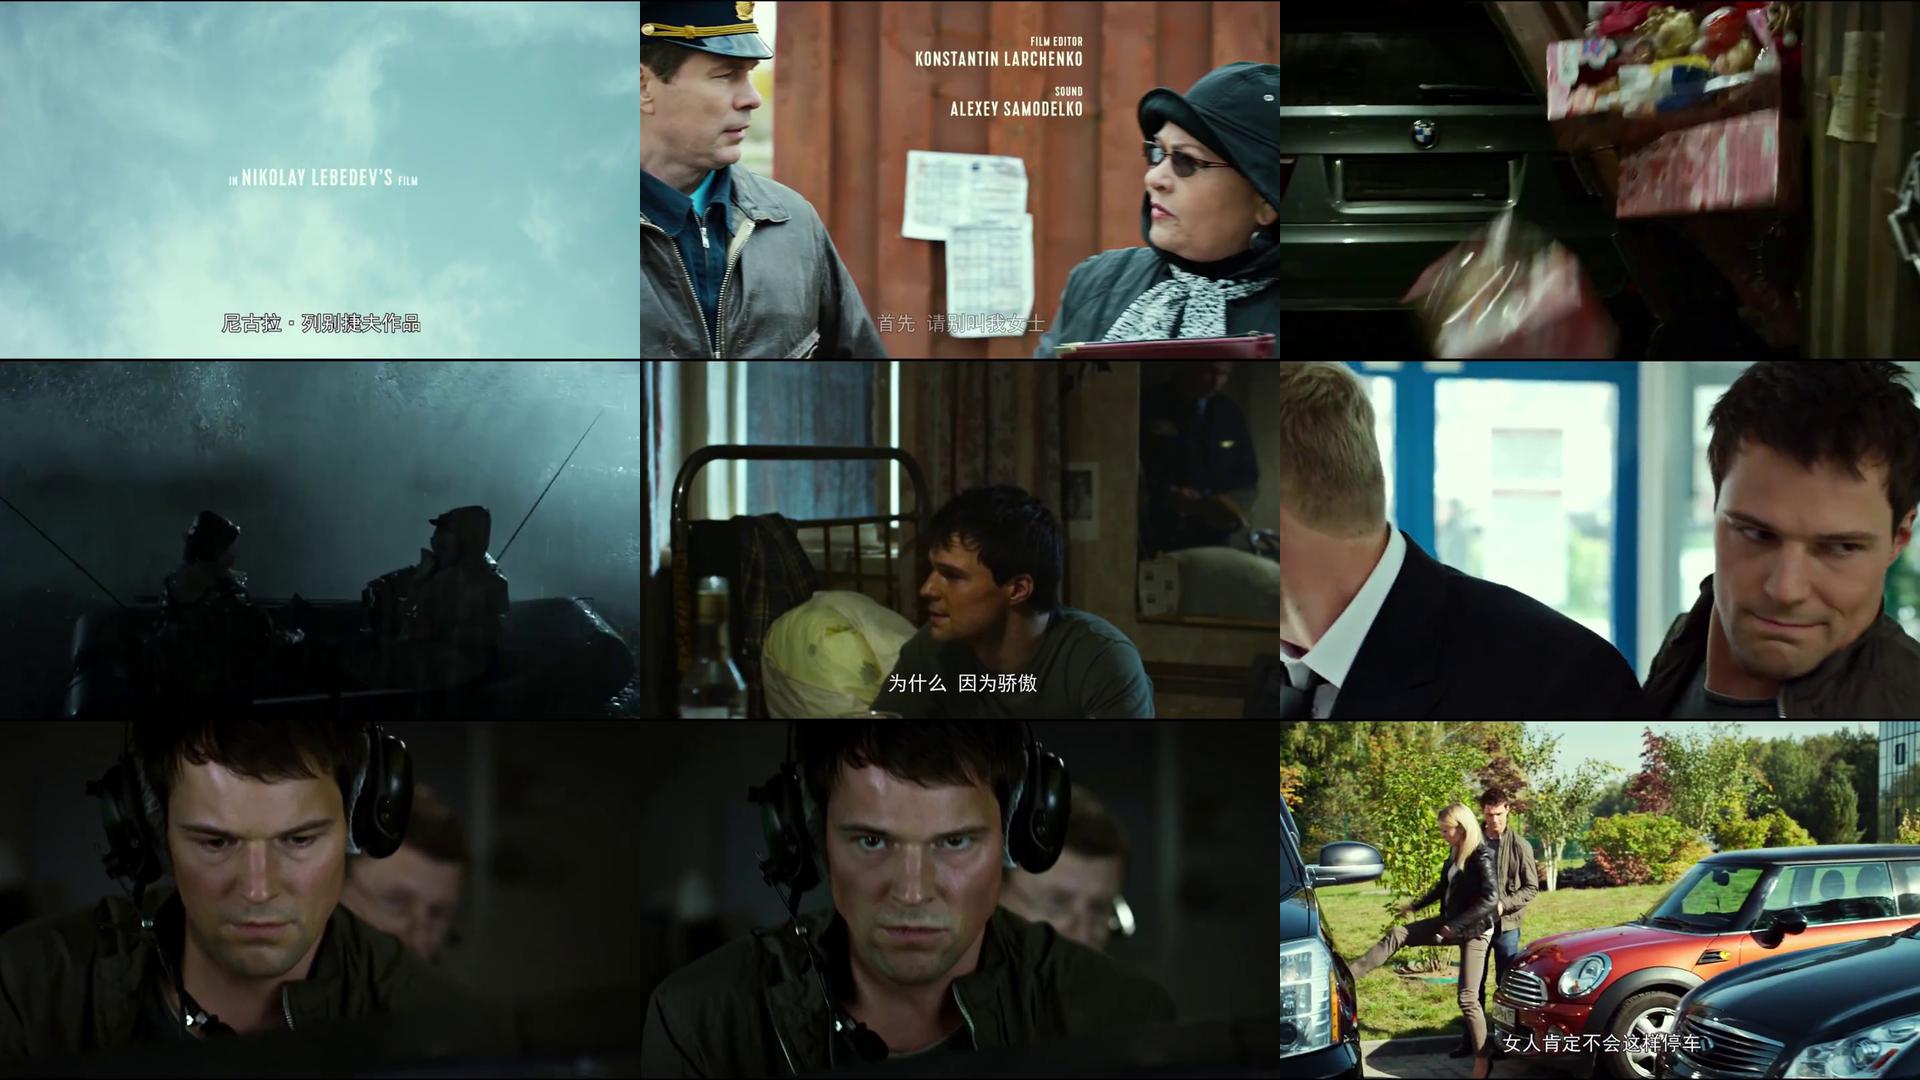 IN NIKOLAY LEBEDEV'S FILM
尼古拉·列别捷夫作品
FILM EDITOR
KONSTANTIN LARCHENKO
SOUND
ALEXEY SAMODELKO
首先 请别叫我女士
为什么 因为骄傲
女人肯定不会这样停车